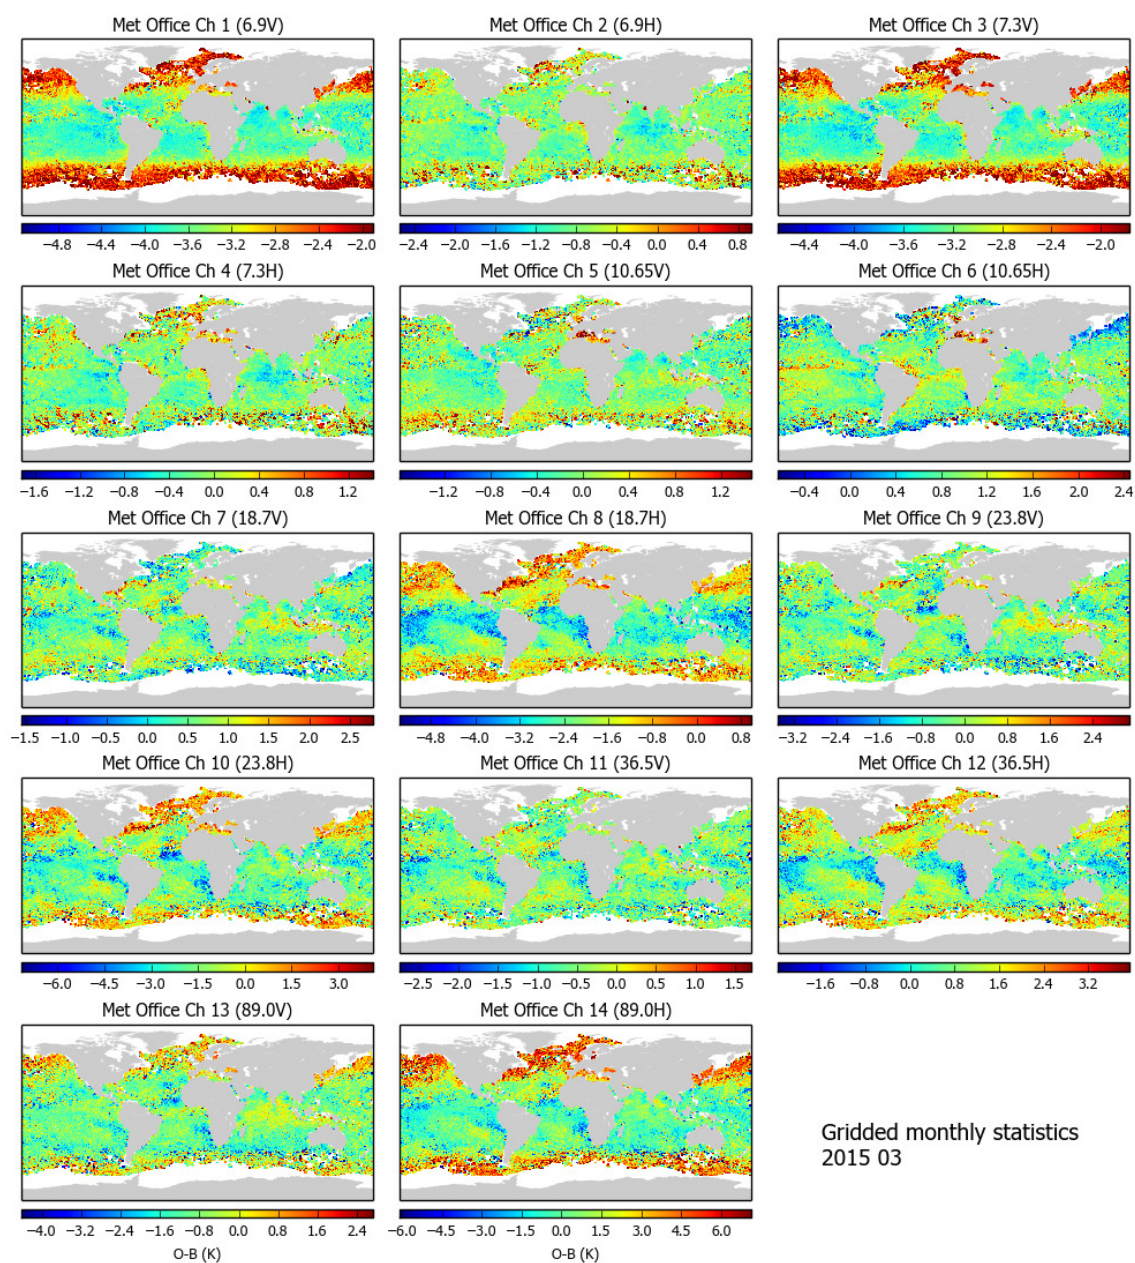 Met Office Ch 1 (6.9V) Met Office Ch 2 (6.9H) Met Office Ch 3 (7.3V)
−4.8 −4.4 −4.0 −3.6 −3.2 −2.8 −2.4 −2.0 −2.4 −2.0 −1.6 −1.2 −0.8 −0.4 0.0 0.4 0.8 −4.4 −4.0 −3.6 −3.2 −2.8 −2.4 −2.0
Met Office Ch 4 (7.3H) Met Office Ch 5 (10.65V) Met Office Ch 6 (10.65H)
−1.6 −1.2 −0.8 −0.4 0.0 0.4 0.8 1.2 −1.2 −0.8 −0.4 0.0 0.4 0.8 1.2 −0.4 0.0 0.4 0.8 1.2 1.6 2.0 2.4
Met Office Ch 7 (18.7V) Met Office Ch 8 (18.7H) Met Office Ch 9 (23.8V)
−1.5 −1.0 −0.5 0.0 0.5 1.0 1.5 2.0 2.5 −4.8 −4.0 −3.2 −2.4 −1.6 −0.8 0.0 0.8 −3.2 −2.4 −1.6 −0.8 0.0 0.8 1.6 2.4
Met Office Ch 10 (23.8H) Met Office Ch 11 (36.5V) Met Office Ch 12 (36.5H)
−6.0 −4.5 −3.0 −1.5 0.0 1.5 3.0 −2.5 −2.0 −1.5 −1.0 −0.5 0.0 0.5 1.0 1.5 −1.6 −0.8 0.0 0.8 1.6 2.4 3.2
Met Office Ch 13 (89.0V) Met Office Ch 14 (89.0H)
Gridded monthly statistics
2015 03
−4.0 −3.2 −2.4 −1.6 −0.8 0.0 0.8 1.6 2.4 −6.0 −4.5 −3.0 −1.5 0.0 1.5 3.0 4.5 6.0
O-B (K) O-B (K)